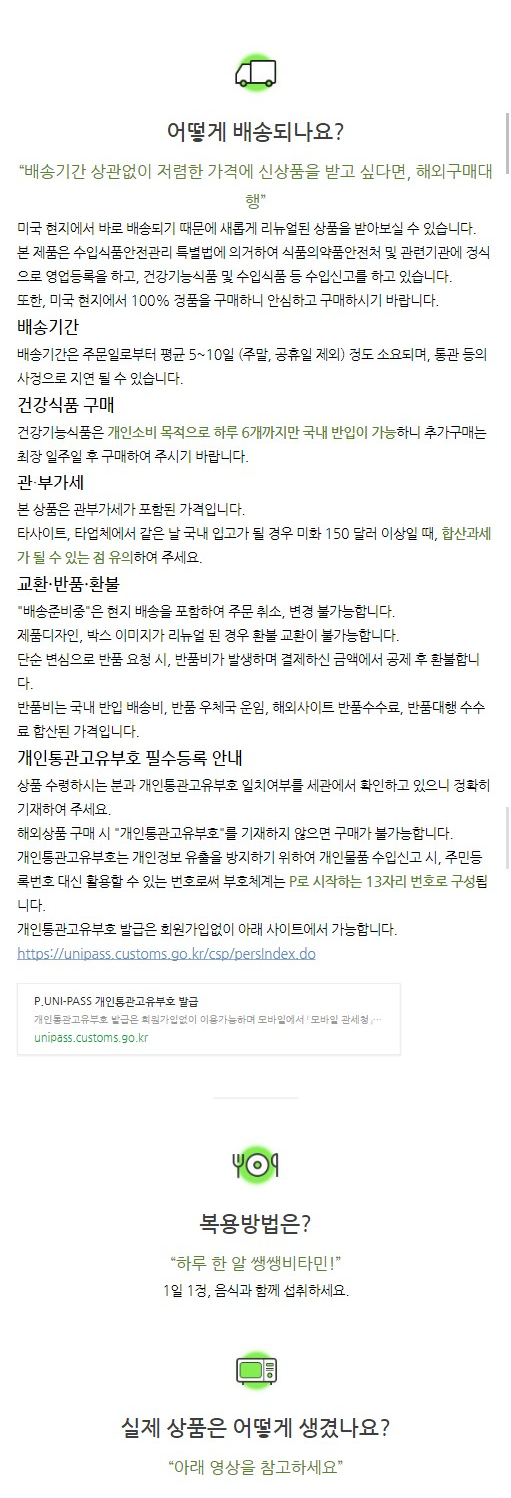 어떻게 배송되나요?
“배송기간 상관없이 저렴한 가격에 신상품을 받고 싶다면, 해외구매대
행”
미국 현지에서 바로 배송되기 때문에 새롭게 리뉴얼된 상품을 받아보실 수 있습니다.
본 제품은 수입식품안전관리 특별법에 의거하여 식품의약품안전처 및 관련기관에 정식
으로 영업등록을 하고, 건강기능식품 및 수입식품 등 수입신고를 하고 있습니다.
또한, 미국 현지에서 100% 정품을 구매하니 안심하고 구매하시기 바랍니다.
배송기간
배송기간은 주문일로부터 평균 5~10일 (주말, 공휴일 제외) 정도 소요되며, 통관 등의
사정으로 지연 될 수 있습니다.
건강식품 구매
건강기능식품은 개인소비 목적으로 하루 6개까지만 국내 반입이 가능하니 추가구매는
최장 일주일 후 구매하여 주시기 바랍니다.
관·부가세
본 상품은 관부가세가 포함된 가격입니다.
타사이트, 타업체에서 같은 날 국내 입고가 될 경우 미화 150 달러 이상일 때, 합산과세
가 될 수 있는 점 유의하여 주세요.
교환·반품·환불
"배송준비중"은 현지 배송을 포함하여 주문 취소, 변경 불가능합니다.
제품디자인, 박스 이미지가 리뉴얼 된 경우 환불 교환이 불가능합니다.
단순 변심으로 반품 요청 시, 반품비가 발생하며 결제하신 금액에서 공제 후 환불합니
다.
반품비는 국내 반입 배송비, 반품 우체국 운임, 해외사이트 반품수수료, 반품대행 수수
료 합산된 가격입니다.
개인통관고유부호 필수등록 안내
상품 수령하시는 분과 개인통관고유부호 일치여부를 세관에서 확인하고 있으니 정확히
기재하여 주세요.
해외상품 구매 시 "개인통관고유부호"를 기재하지 않으면 구매가 불가능합니다.
개인통관고유부호는 개인정보 유출을 방지하기 위하여 개인물품 수입신고 시, 주민등
록번호 대신 활용할 수 있는 번호로써 부호체계는 P로 시작하는 13자리 번호로 구성됩
니다.
개인통관고유부호 발급은 회원가입없이 아래 사이트에서 가능합니다.
https://unipass.customs.go.kr/csp/persIndex.do
P.UNI-PASS 개인통관고유부호 발급
개인통관고유부호 발급은 회원가입없이 이용가능하며 모바일에서 「모바일 관세청」…
unipass.customs.go.kr
복용방법은?
“하루 한 알 쌩쌩비타민!”
1일 1정, 음식과 함께 섭취하세요.
실제 상품은 어떻게 생겼나요?
“아래 영상을 참고하세요”